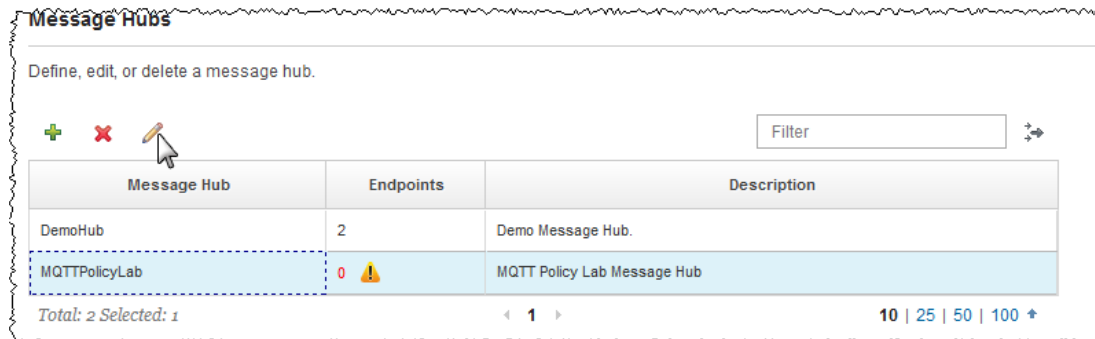 Message Hubs
Define, edit, or delete a message hub.
Filter
Message Hub Endpoints Description
DemoHub 2 Demo Message Hub.
MQTTPolicyLab 0 MQTT Policy Lab Message Hub
Total: 2 Selected: 1 1 10 | 25 | 50 | 100